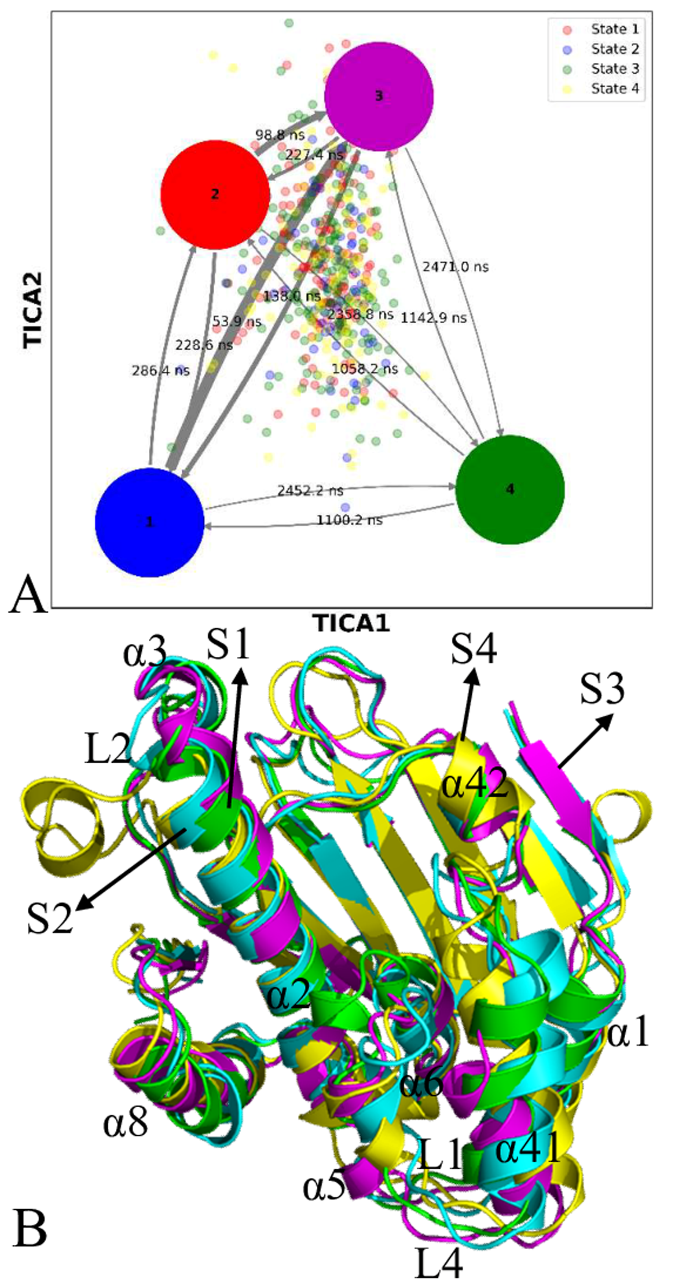 State 1
State 2
State 3
State 4
3
98.8 ns
227.4 ns
2
2471.0 ns
138.0 ns
2358.8 ns
1142.9 ns
53.9 ns
228.6 ns
286.4 ns
1058.2 ns
2452.2 ns
4
1
1100.2 ns
TICA2
TICA1
A
α3
S1
S4
S3
L2
α42
S2
α2
α1
α6
α8
L1
α41
α5
L4
B